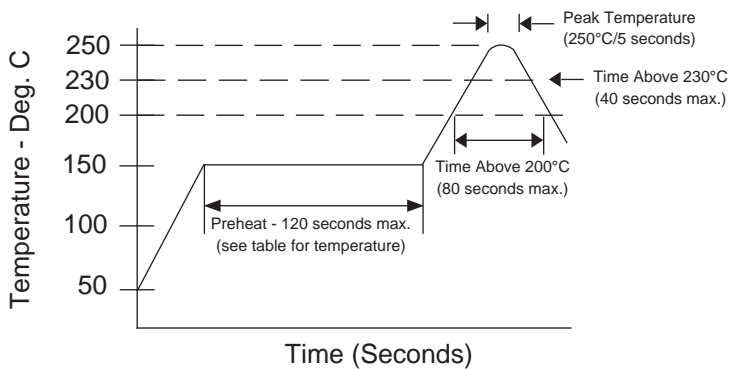 Peak Temperature
(250°C/5 seconds)
Temperature - Deg. C
250
230
200
150
100
50
Time Above 230°C
(40 seconds max.)
Time Above 200°C
(80 seconds max.)
Preheat - 120 seconds max.
(see table for temperature)
Time (Seconds)